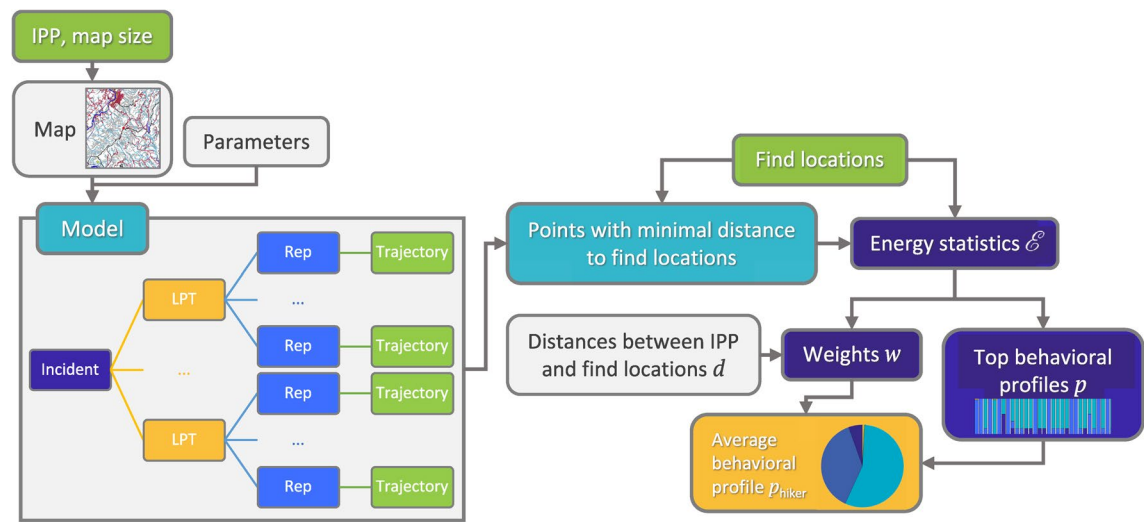 IPP, map size
Map
Parameters
Model
Incident
LPT
...
LPT
Rep
...
Rep
Rep
...
Rep
Trajectory
Trajectory
Trajectory
Trajectory
Find locations
Points with minimal distance
to find locations
Energy statistics ℰ
Distances between IPP
and find locations d
Weights w
Top behavioral
profiles p
Average
behavioral
profile p_hiker